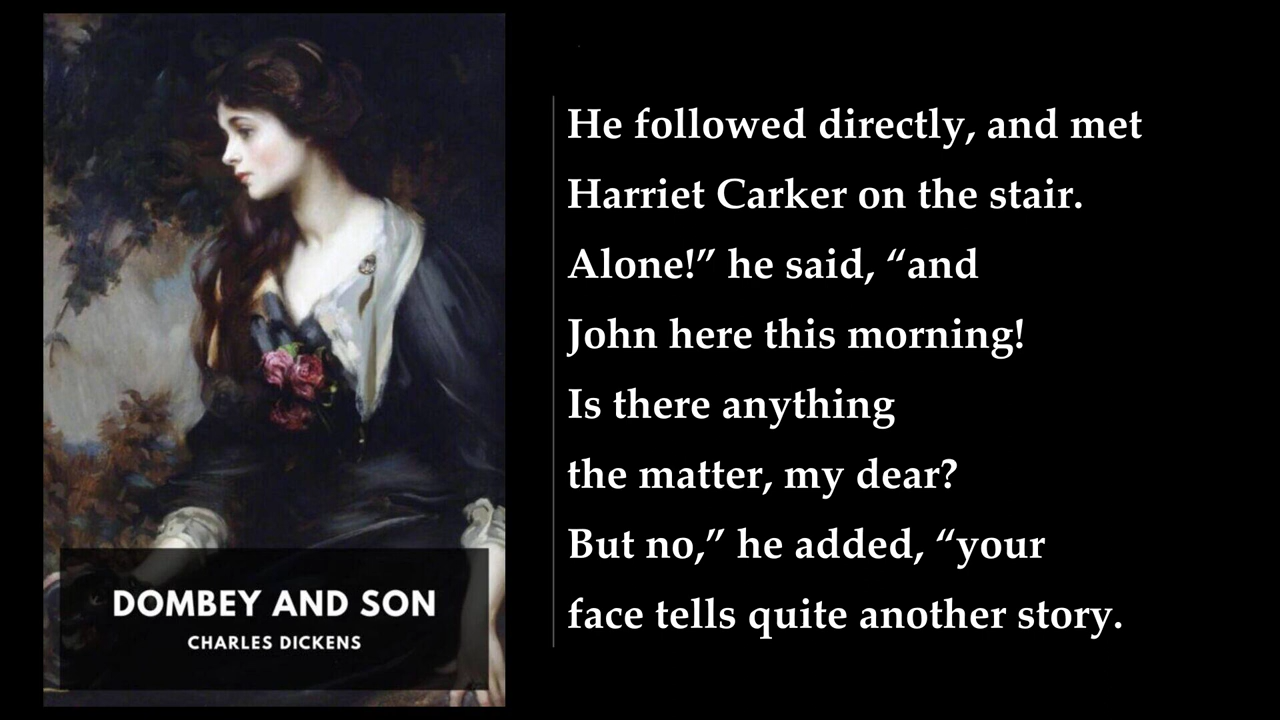 He followed directly, and met
Harriet Carker on the stair.
Alone!” he said, “and
John here this morning!
Is there anything
the matter, my dear?
But no,” he added, “your
face tells quite another story.
DOMBEY AND SON
CHARLES DICKENS